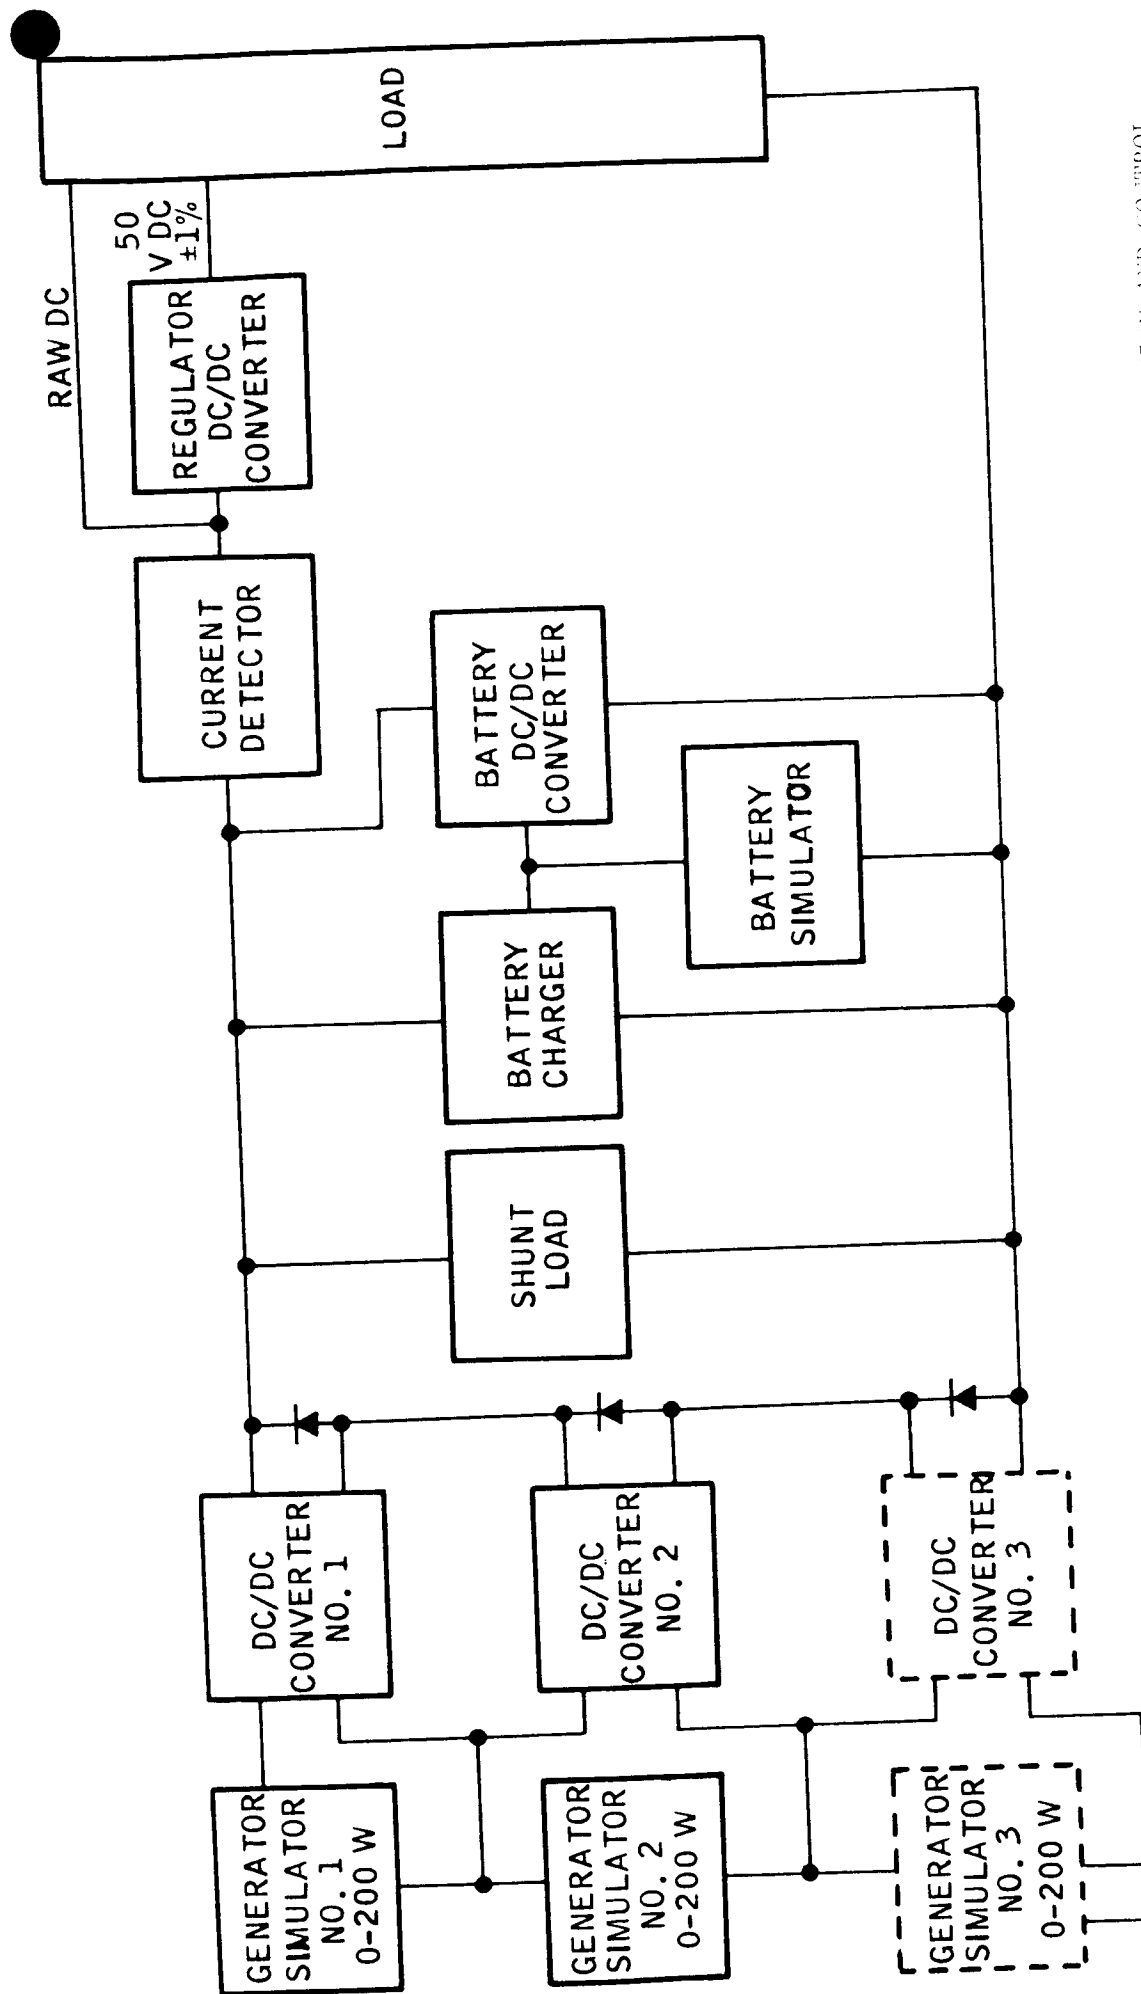 GENERATOR
SIMULATOR
NO. 1
0-200 W
DC/DC
CONVERTER
NO. 1
CURRENT
DETECTOR
REGULATOR
DC/DC
CONVERTER
RAW DC
50
V DC
±1%
LOAD
GENERATOR
SIMULATOR
NO. 2
0-200 W
DC/DC
CONVERTER
NO. 2
SHUNT
LOAD
BATTERY
CHARGER
BATTERY
DC/DC
CONVERTER
BATTERY
SIMULATOR
GENERATOR
SIMULATOR
NO. 3
0-200 W
DC/DC
CONVERTER
NO. 3